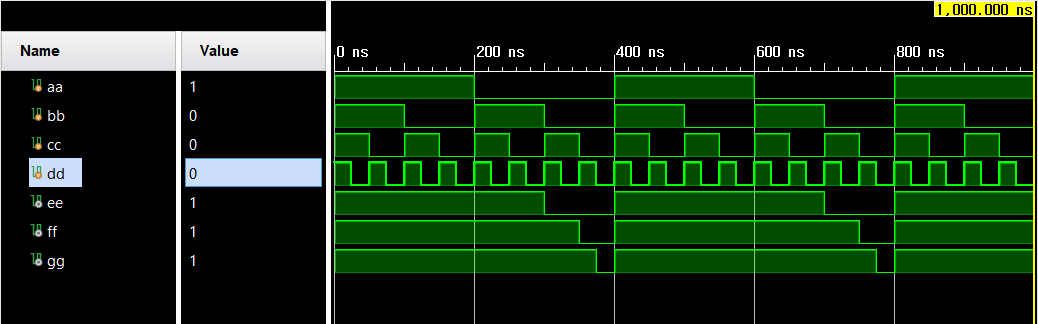 1,000.000 ns
Name Value
0 ns 200 ns 400 ns 600 ns 800 ns
aa 1
bb 0
cc 0
dd 0
ee 1
ff 1
gg 1